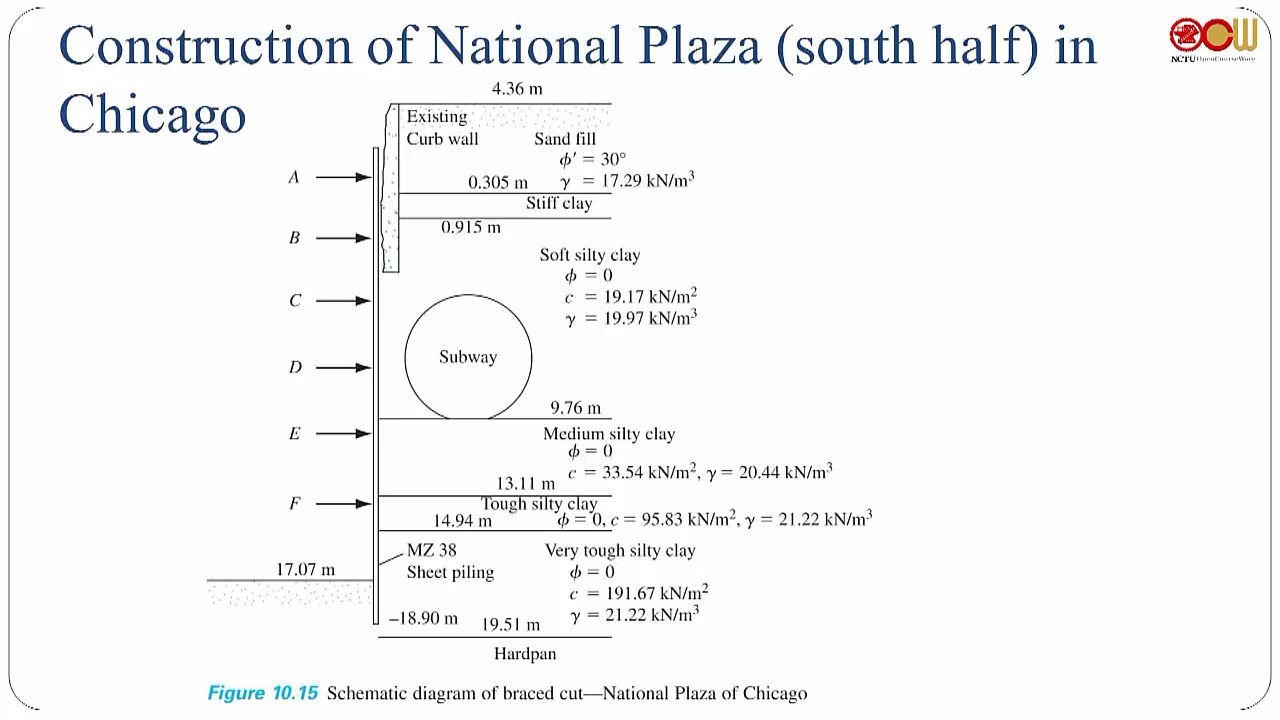 Construction of National Plaza (south half) in
Chicago
NCTU OpenCourseWare
4.36 m
Existing
Curb wall
Sand fill
ϕ′ = 30°
γ = 17.29 kN/m³
A
0.305 m
Stiff clay
0.915 m
B
Soft silty clay
ϕ = 0
c = 19.17 kN/m²
γ = 19.97 kN/m³
C
Subway
D
9.76 m
E
Medium silty clay
ϕ = 0
c = 33.54 kN/m², γ = 20.44 kN/m³
13.11 m
F
Tough silty clay
14.94 m
ϕ = 0, c = 95.83 kN/m², γ = 21.22 kN/m³
MZ 38
Sheet piling
Very tough silty clay
ϕ = 0
c = 191.67 kN/m²
γ = 21.22 kN/m³
17.07 m
−18.90 m
19.51 m
Hardpan
Figure 10.15 Schematic diagram of braced cut—National Plaza of Chicago